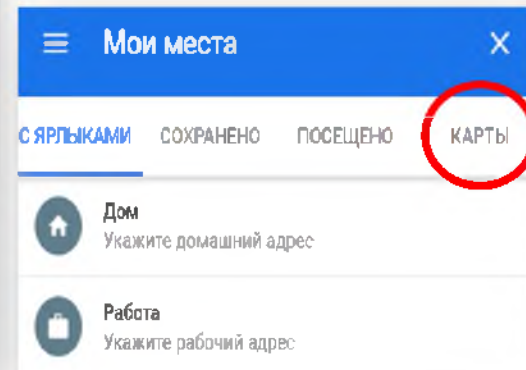 Мои места
С ЯРЛЫКАМИ СОХРАНЕНО ПОСЕЩЕНО КАРТЫ
Дом
Укажите домашний адрес
Работа
Укажите рабочий адрес